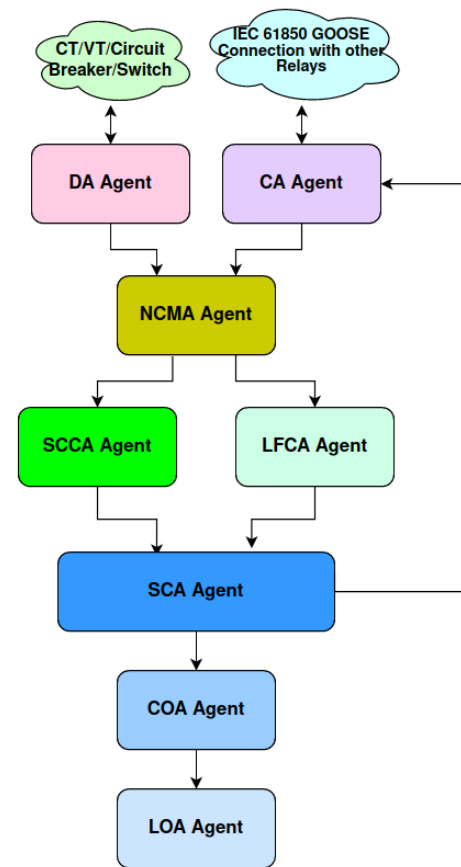 CT/VT/Circuit
Breaker/Switch
IEC 61850 GOOSE
Connection with other
Relays
DA Agent
CA Agent
NCMA Agent
SCCA Agent
LFCA Agent
SCA Agent
COA Agent
LOA Agent